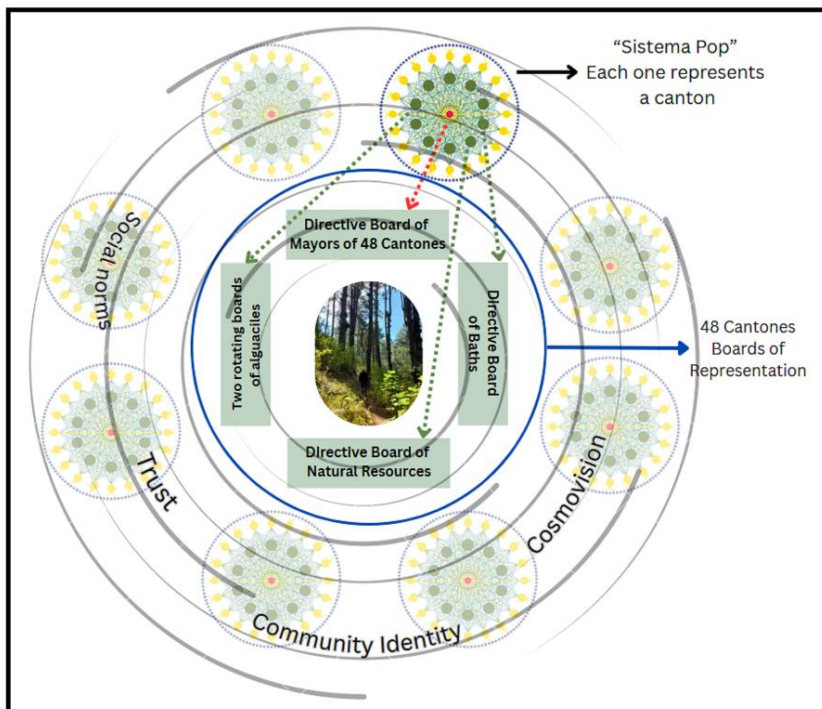 “Sistema Pop”
Each one represents
a canton
Directive Board of
Mayors of 48 Cantones
Two rotating boards
of alguaciles
Directive Board
of Baths
Directive Board of
Natural Resources
48 Cantones
Boards of
Representation
Social norms
Trust
Community Identity
Cosmovision